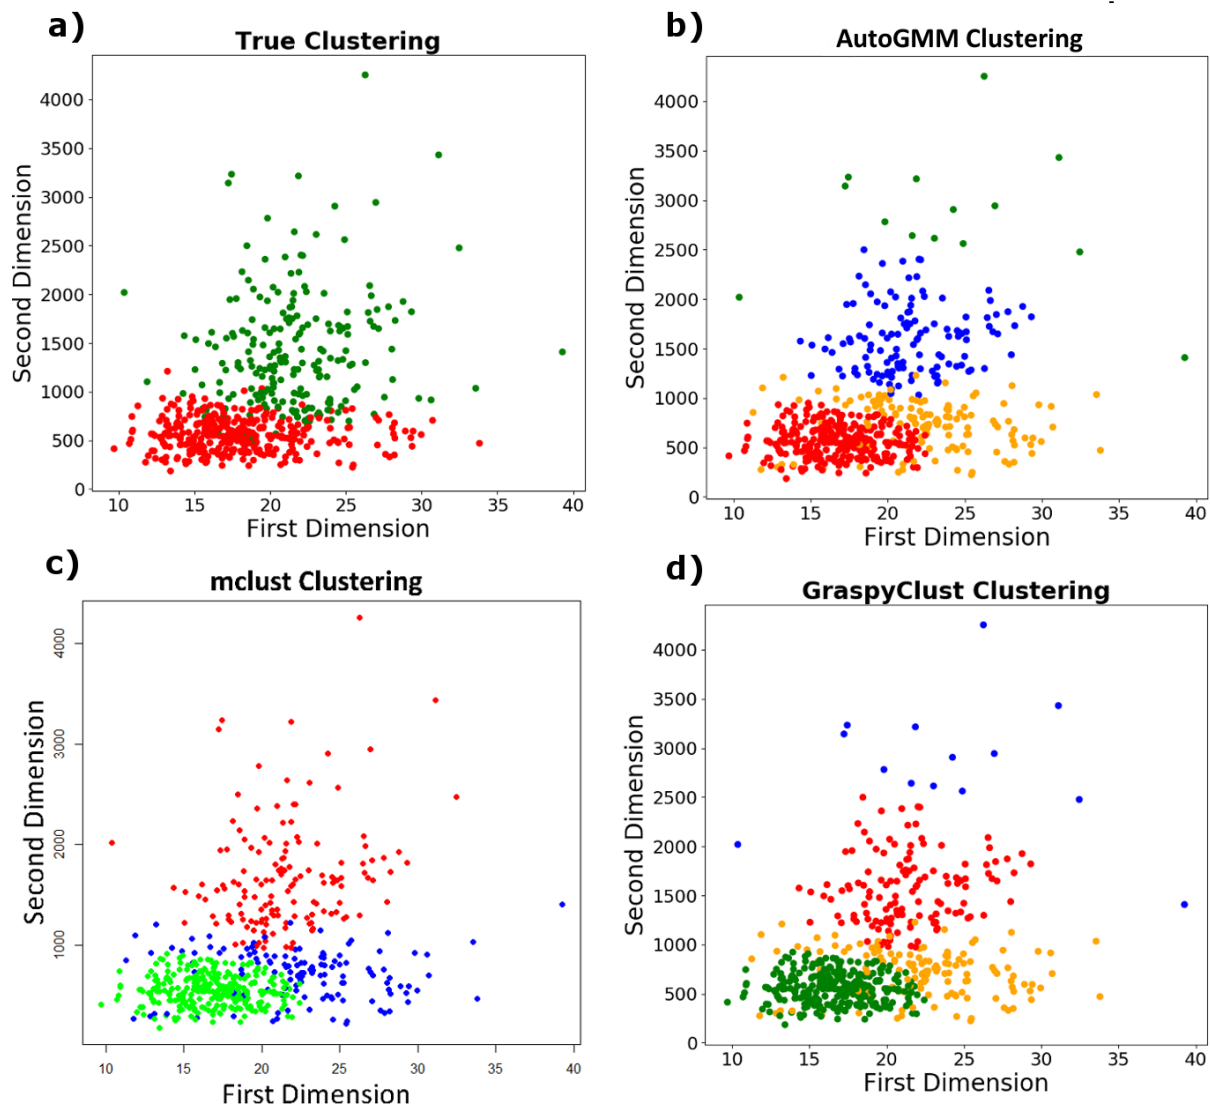 a)
True Clustering
4000
3500
3000
2500
2000
1500
1000
500
0
Second Dimension
10 15 20 25 30 35 40
First Dimension
b)
AutoGMM Clustering
4000
3500
3000
2500
2000
1500
1000
500
0
Second Dimension
10 15 20 25 30 35 40
First Dimension
c)
mclust Clustering
4000
3000
2000
1000
Second Dimension
10 15 20 25 30 35 40
First Dimension
d)
GraspyClust Clustering
4000
3500
3000
2500
2000
1500
1000
500
0
Second Dimension
10 15 20 25 30 35 40
First Dimension